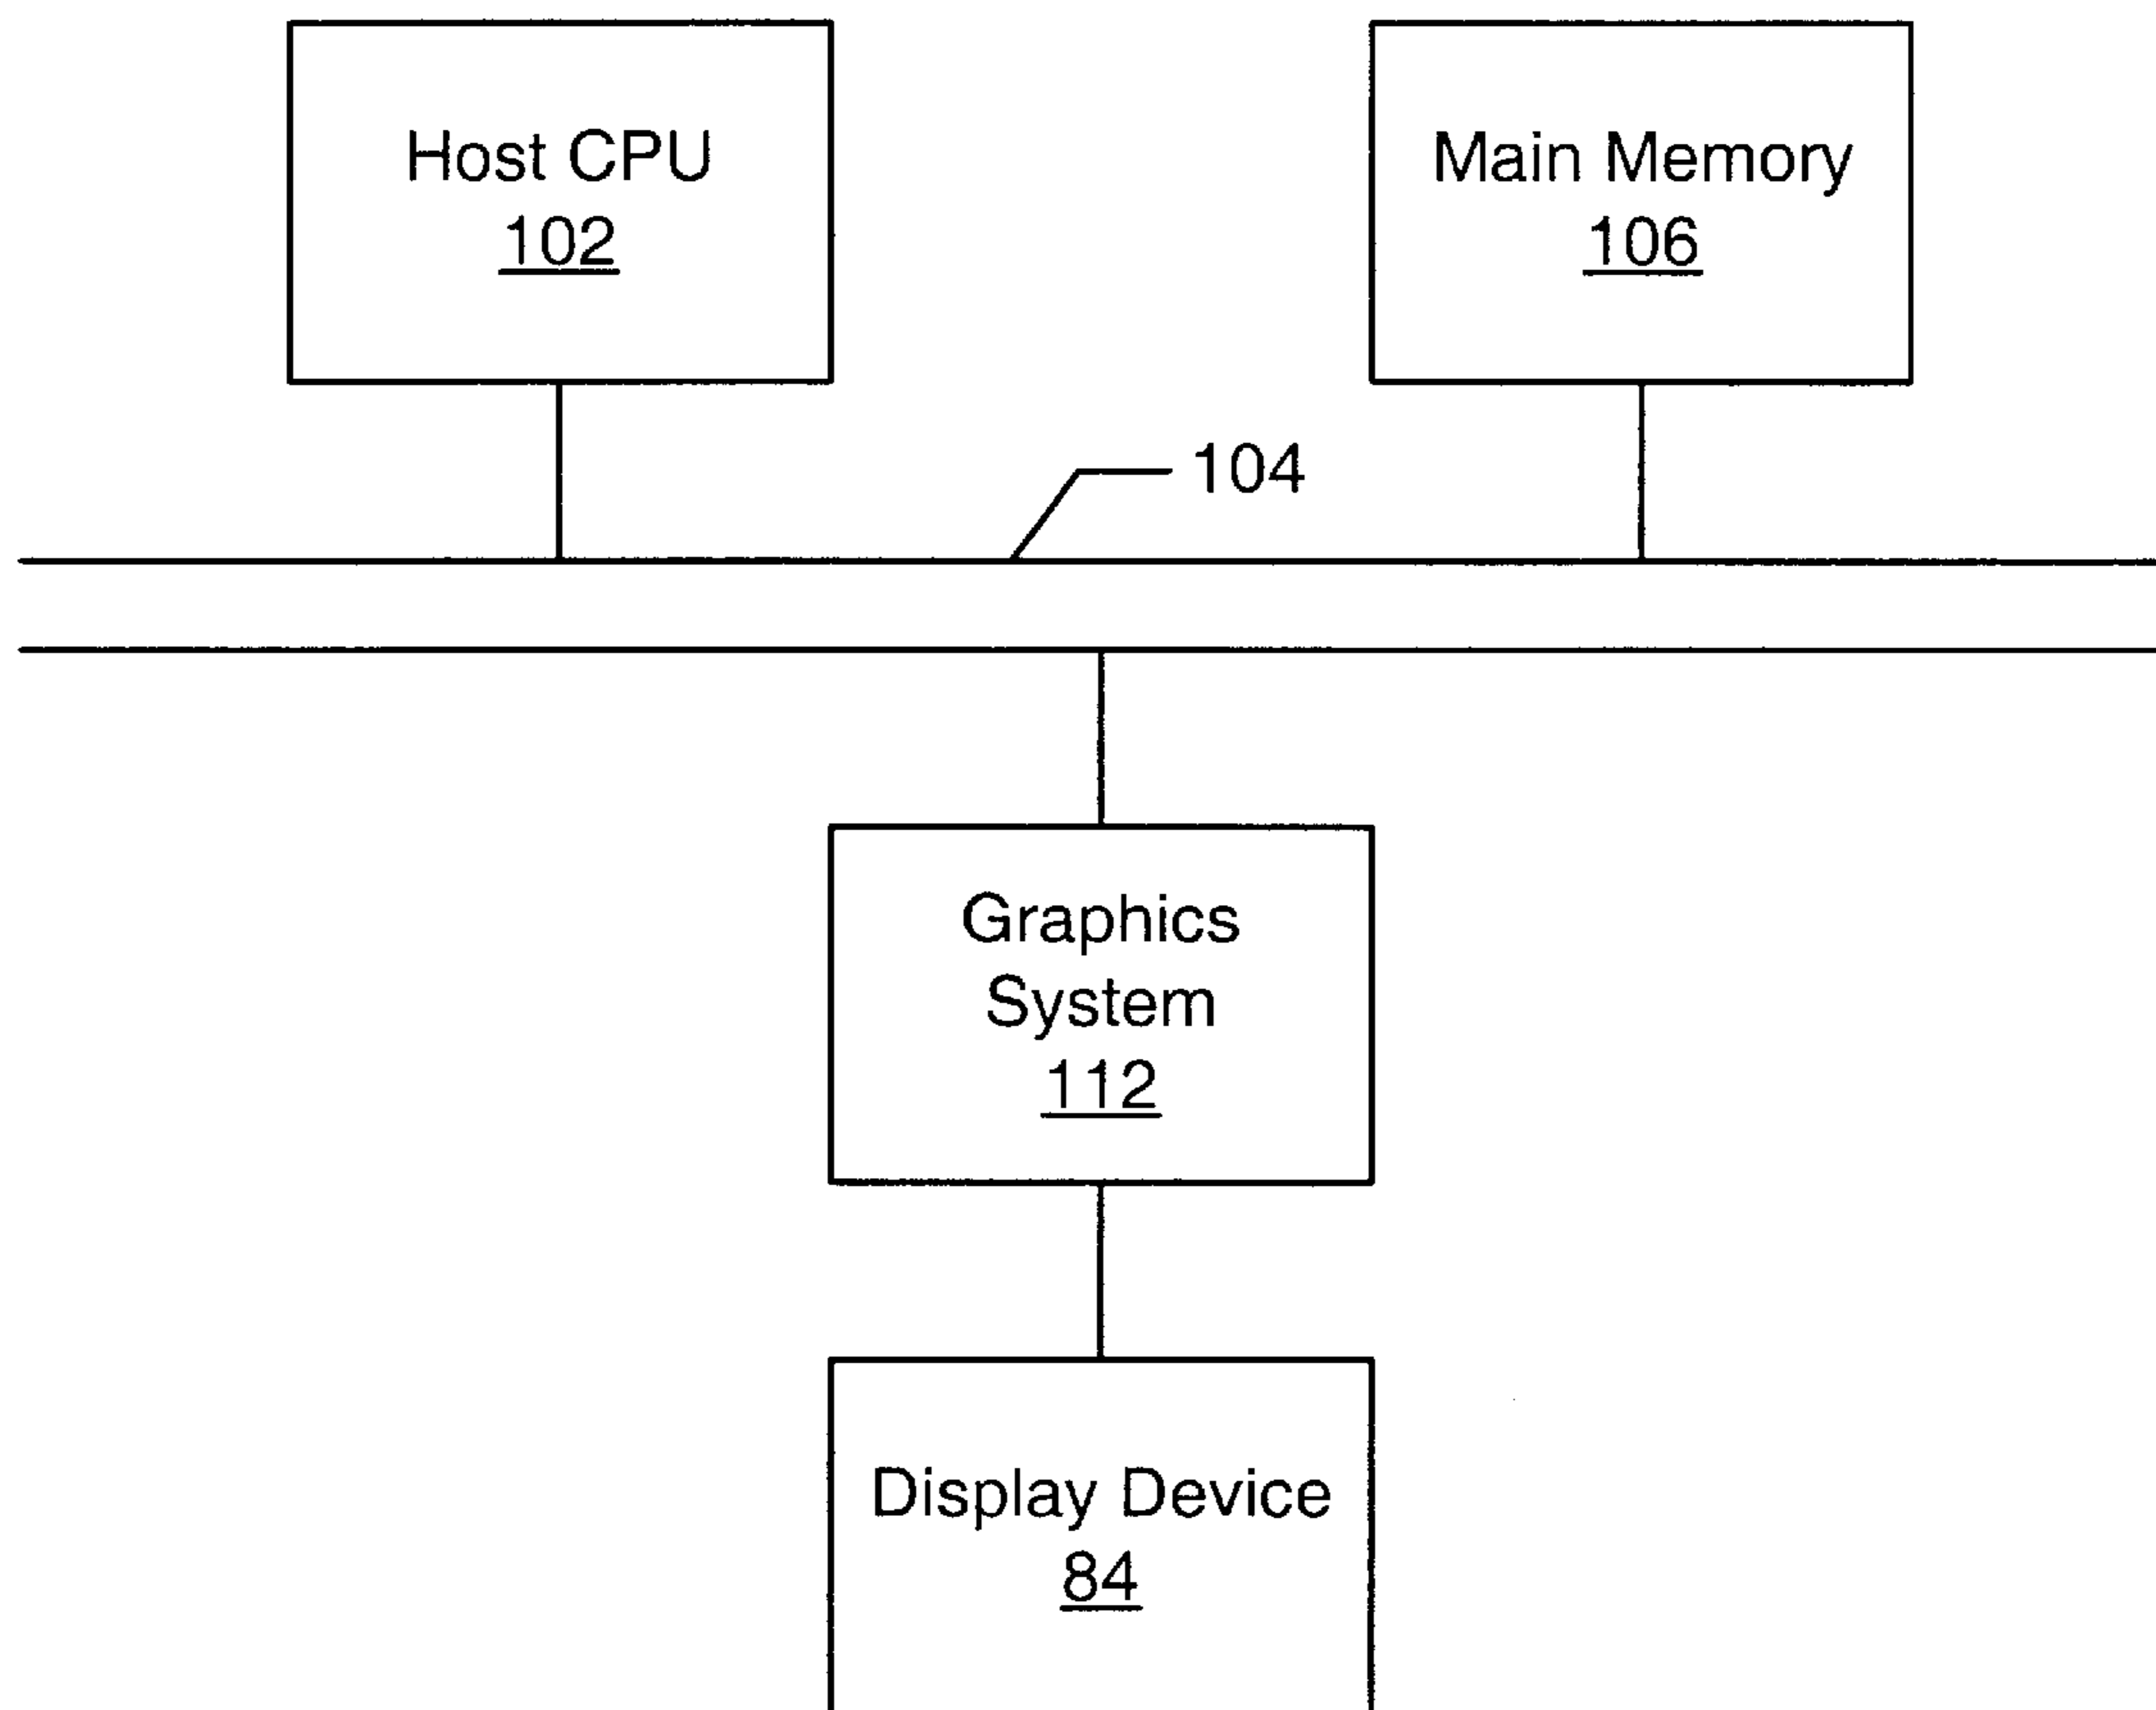 Host CPU
102
Main Memory
106
104
Graphics
System
112
Display Device
84